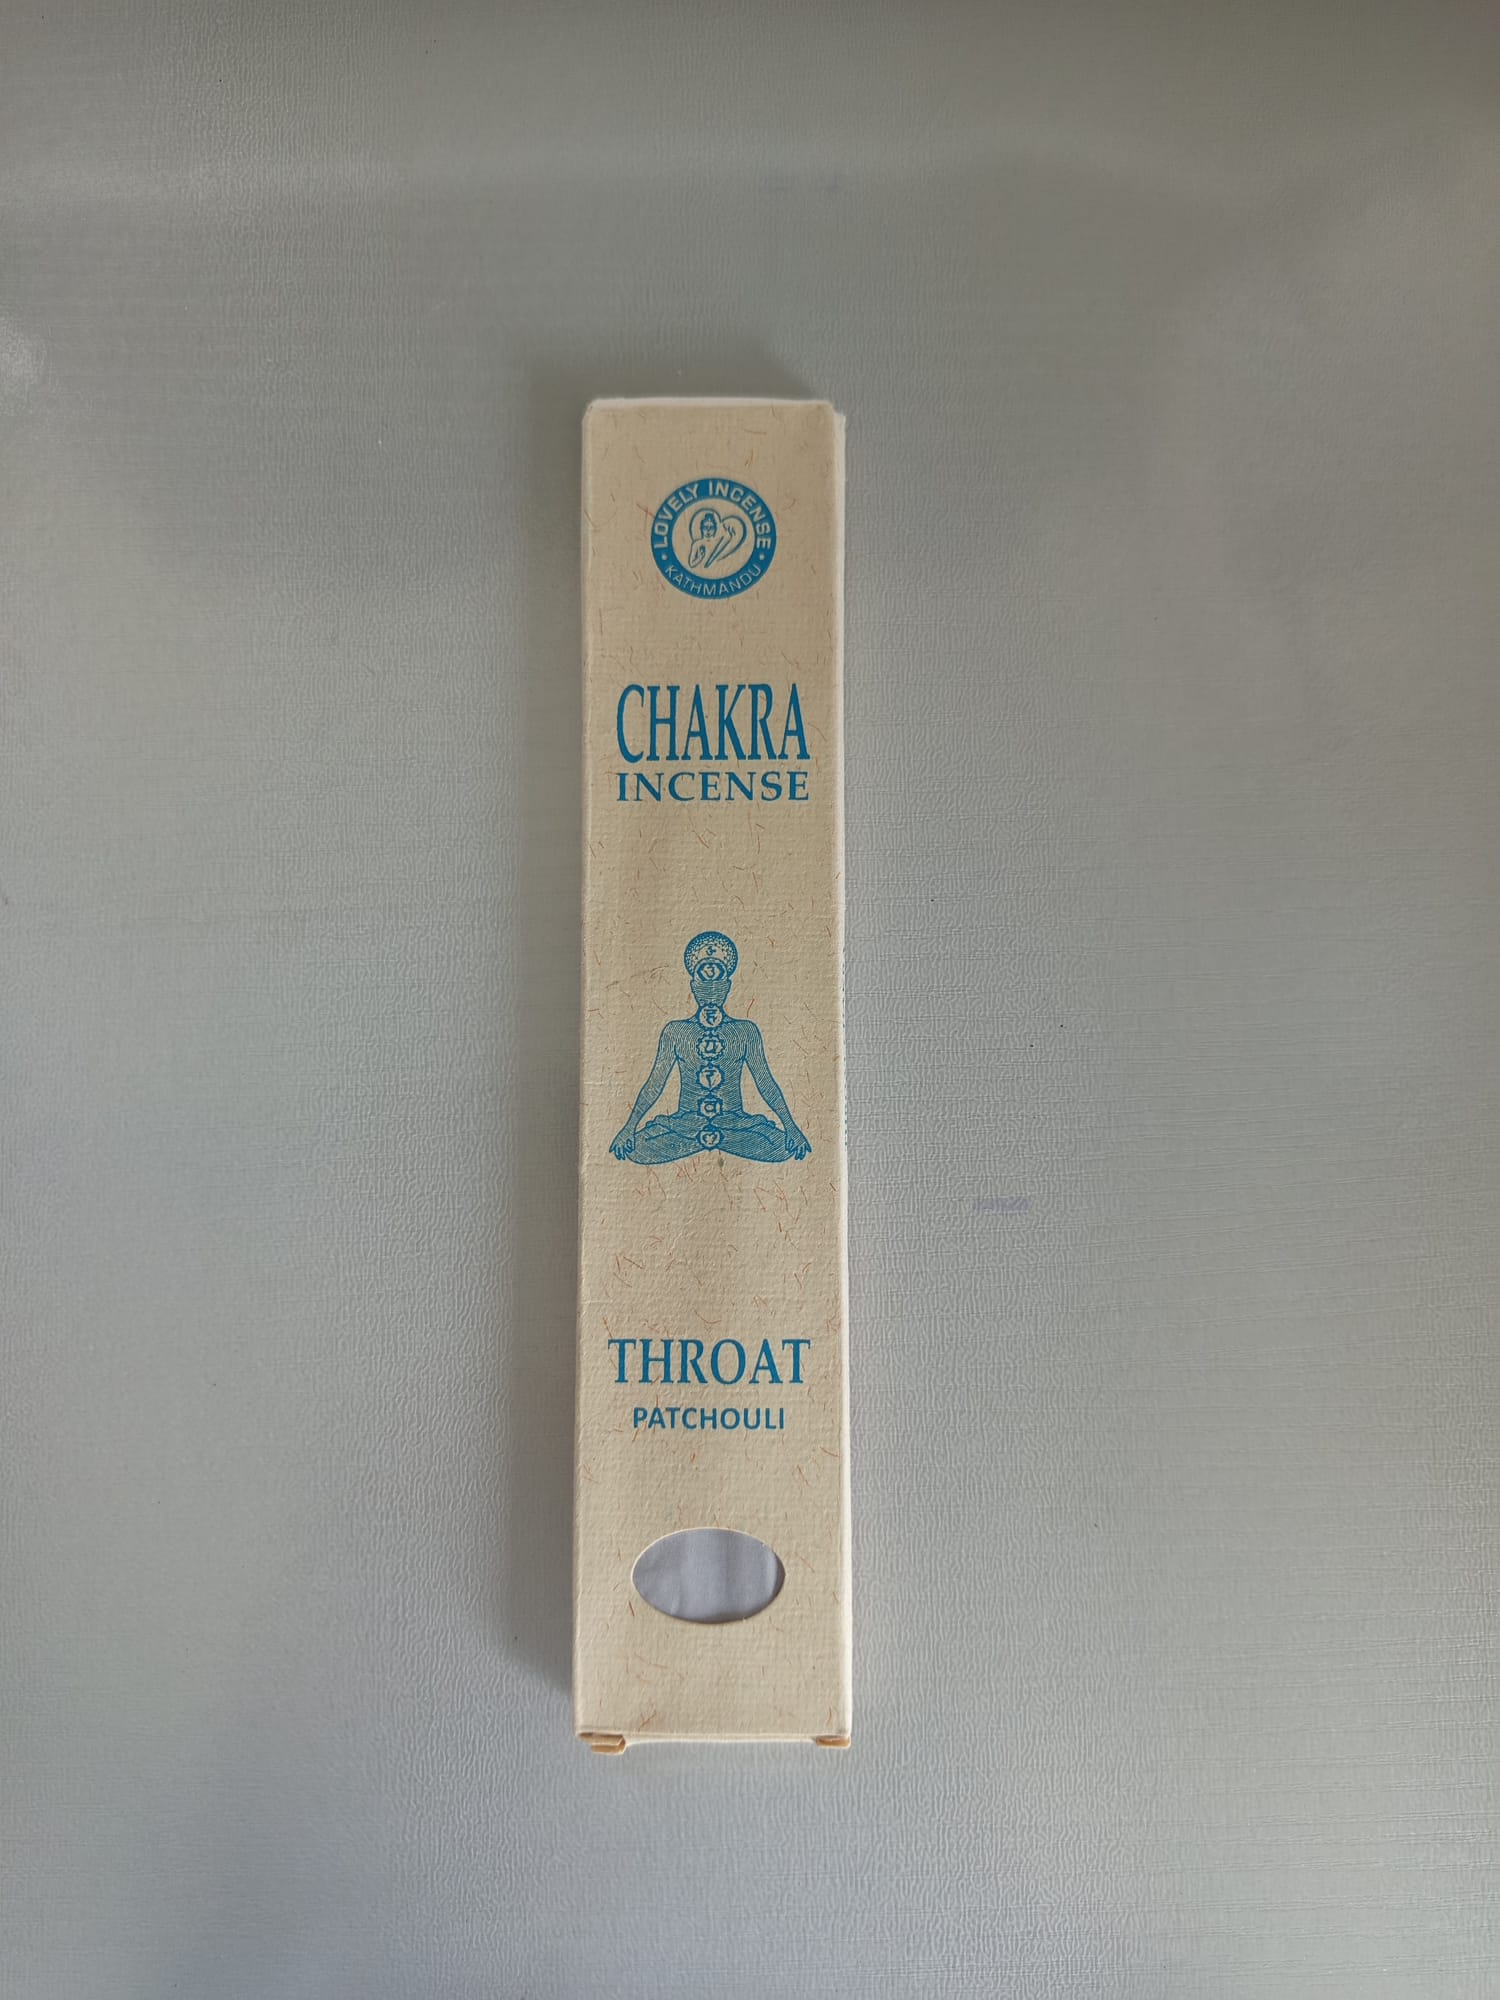 LOVELY INCENSE
KATHMANDU
CHAKRA
INCENSE
ॐ
हं
यं
रं
वं
THROAT
PATCHOULI